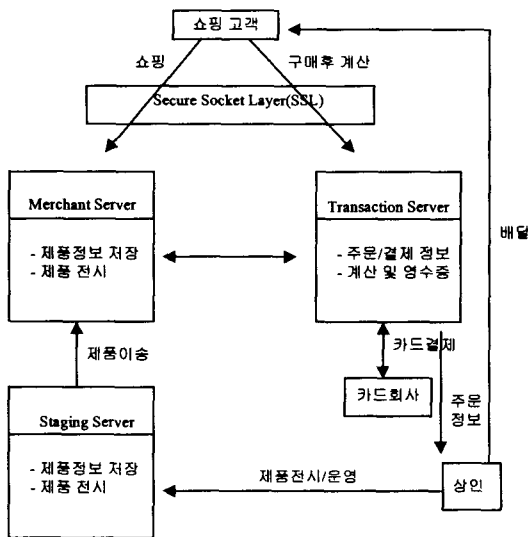 쇼핑 고객
쇼핑
구매후 계산
Secure Socket Layer(SSL)
Merchant Server
- 제품정보 저장
- 제품 전시
Transaction Server
- 주문/결제 정보
- 계산 및 영수증
배달
제품이송
카드결제
카드회사
주문
정보
Staging Server
- 제품정보 저장
- 제품 전시
제품전시/운영
상인